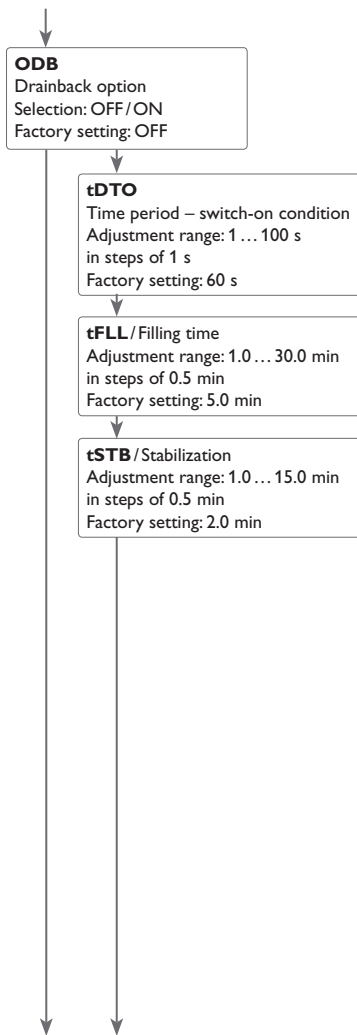 ODB
Drainback option
Selection: OFF / ON
Factory setting: OFF
tDTO
Time period – switch-on condition
Adjustment range: 1 … 100 s
in steps of 1 s
Factory setting: 60 s
tFLL / Filling time
Adjustment range: 1.0 … 30.0 min
in steps of 0.5 min
Factory setting: 5.0 min
tSTB / Stabilization
Adjustment range: 1.0 … 15.0 min
in steps of 0.5 min
Factory setting: 2.0 min